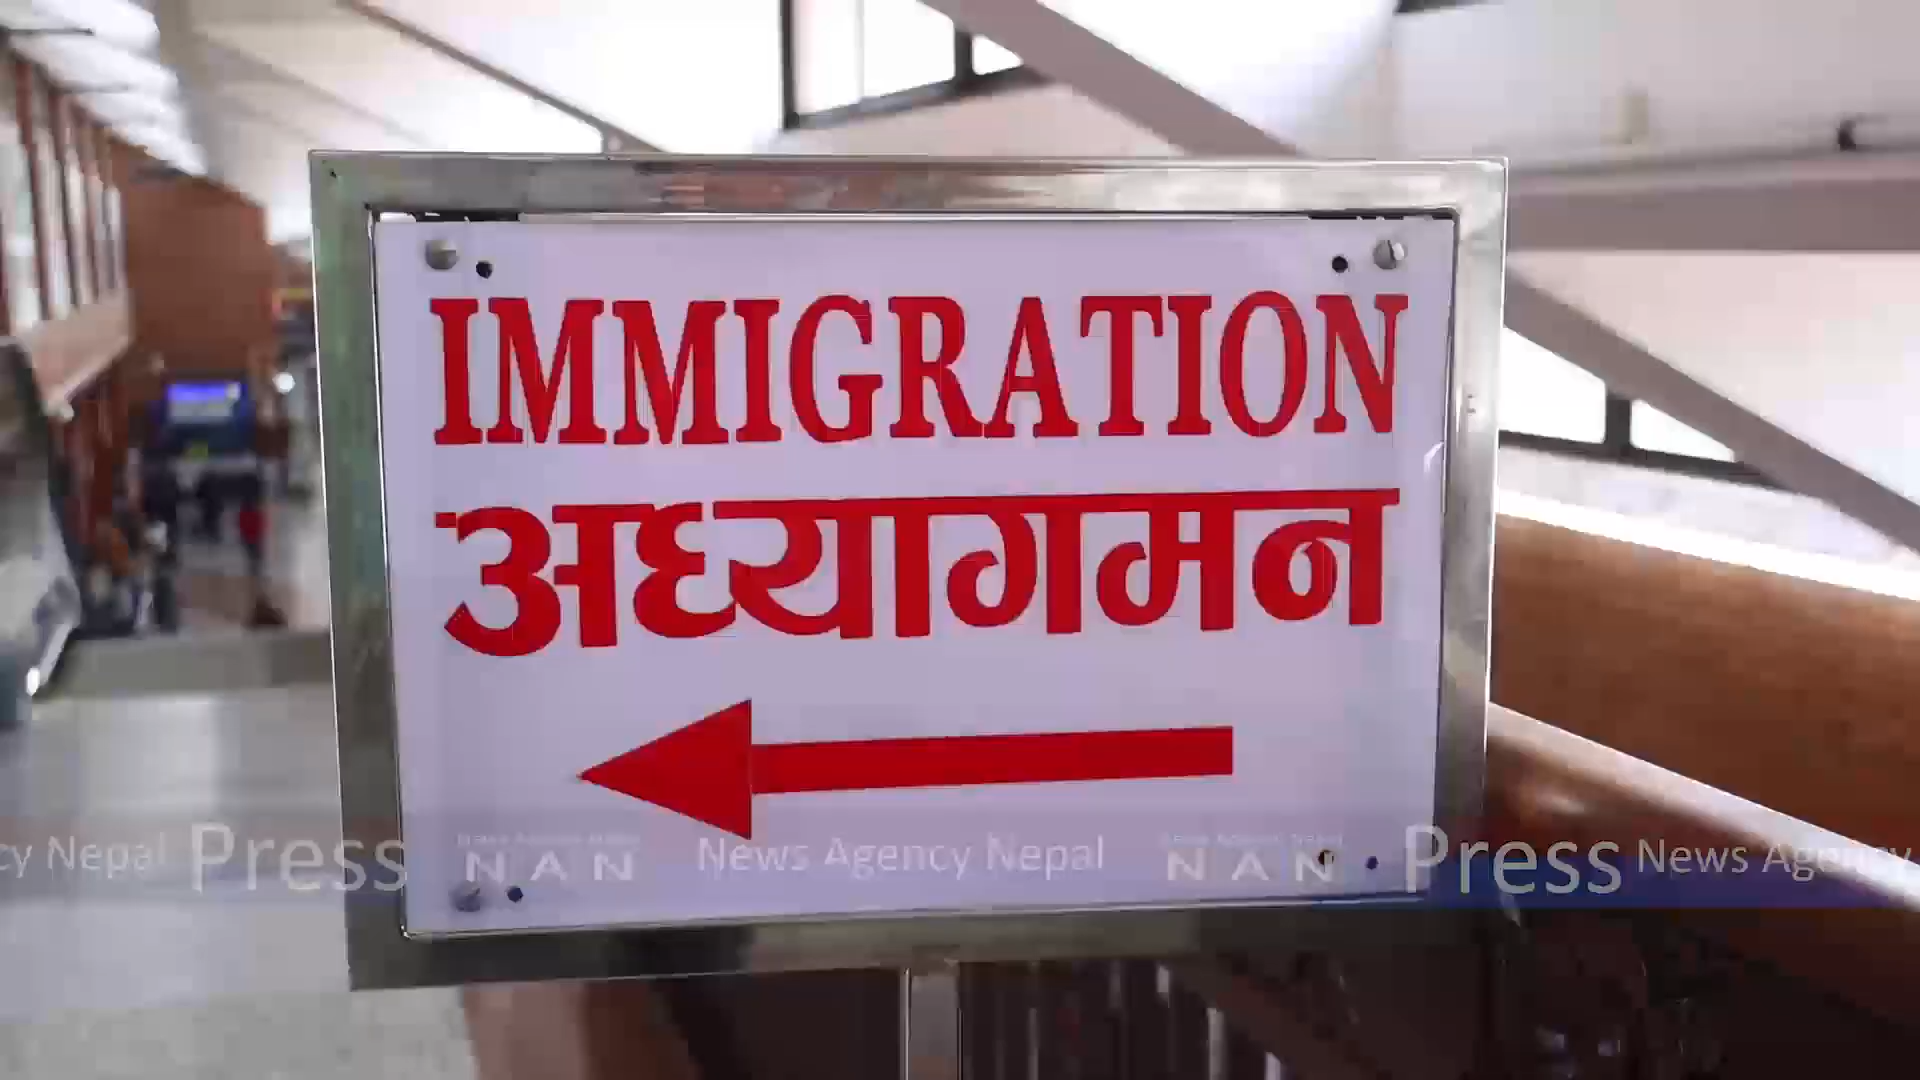 IMMIGRATION
अध्यागमन
cy Nepal Press NAN News Agency Nepal NAN Press News Agency